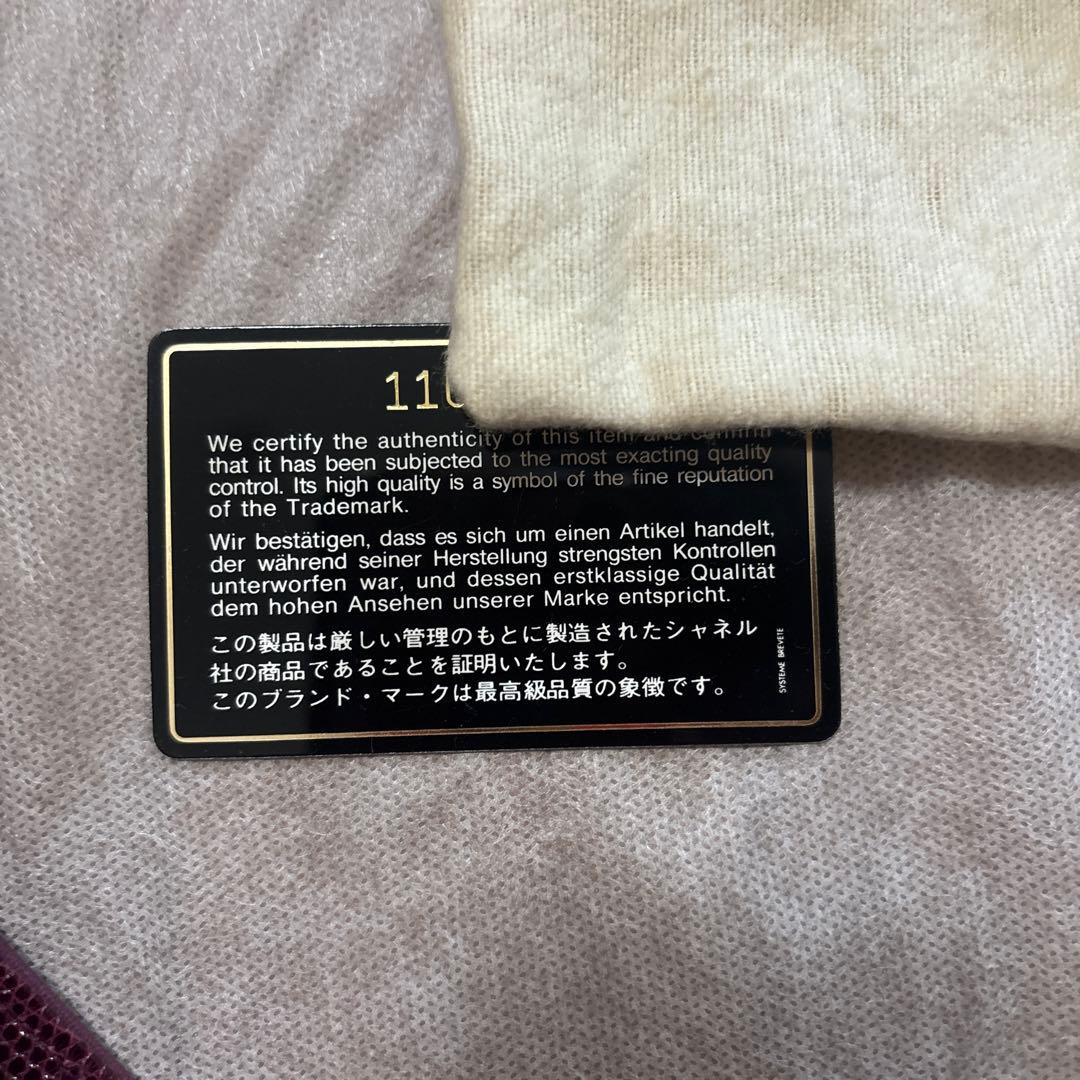 110
We certify the authenticity of this item and confirm
that it has been subjected to the most exacting quality
control. Its high quality is a symbol of the fine reputation
of the Trademark.
Wir bestätigen, dass es sich um einen Artikel handelt,
der während seiner Herstellung strengsten Kontrollen
unterworfen war, und dessen erstklassige Qualität
dem hohen Ansehen unserer Marke entspricht.
この製品は厳しい管理のもとに製造されたシャネル
社の商品であることを証明いたします。
このブランド・マークは最高級品質の象徴です。
SYSTEME BREVETE